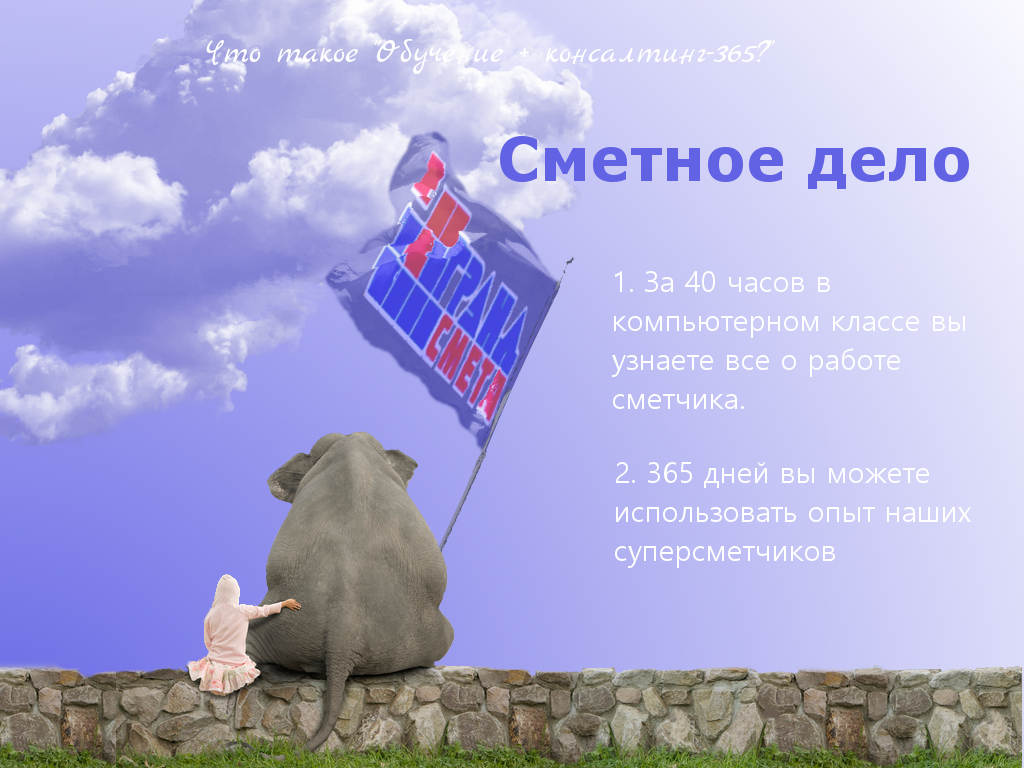 Что такое "Обучение + консалтинг-365?"
Сметное дело
1. За 40 часов в
компьютерном классе вы
узнаете все о работе
сметчика.
2. 365 дней вы можете
использовать опыт наших
суперсметчиков
СМЕТА